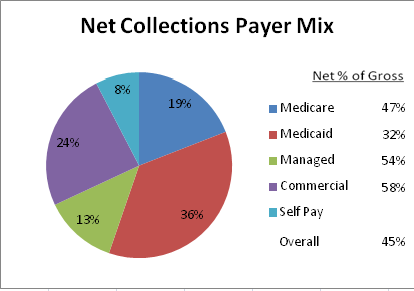 Net Collections Payer Mix
Net % of Gross
8%
19%
24%
13%
36%
Medicare 47%
Medicaid 32%
Managed 54%
Commercial 58%
Self Pay
Overall 45%